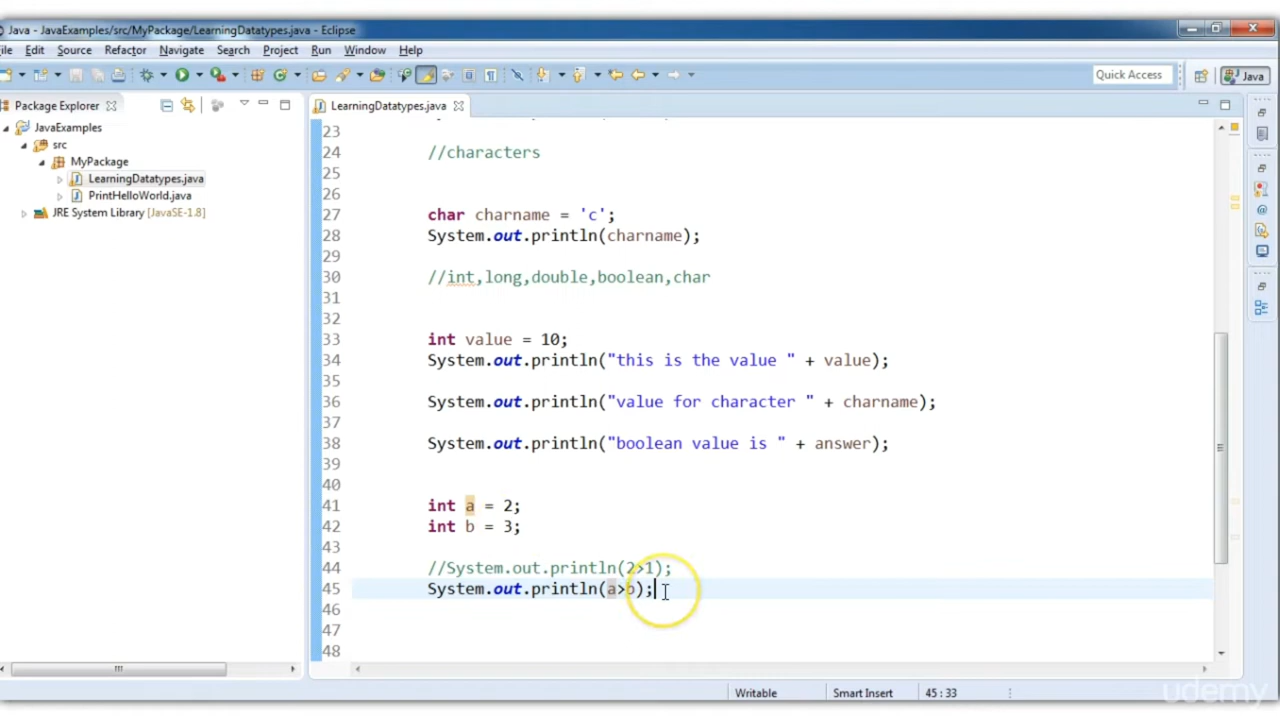 Java - JavaExamples/src/MyPackage/LearningDatatypes.java - Eclipse
ile Edit Source Refactor Navigate Search Project Run Window Help
Quick Access
Java
Package Explorer
LearningDatatypes.java
JavaExamples
src
MyPackage
LearningDatatypes.java
PrintHelloWorld.java
JRE System Library [JavaSE-1.8]
23
24 //characters
25
26
27 char charname = 'c';
28 System.out.println(charname);
29
30 //int,long,double,boolean,char
31
32
33 int value = 10;
34 System.out.println("this is the value " + value);
35
36 System.out.println("value for character " + charname);
37
38 System.out.println("boolean value is " + answer);
39
40
41 int a = 2;
42 int b = 3;
43
44 //System.out.println(2>1);
45 System.out.println(a>b);
46
47
48
Writable Smart Insert 45 : 33
udemy